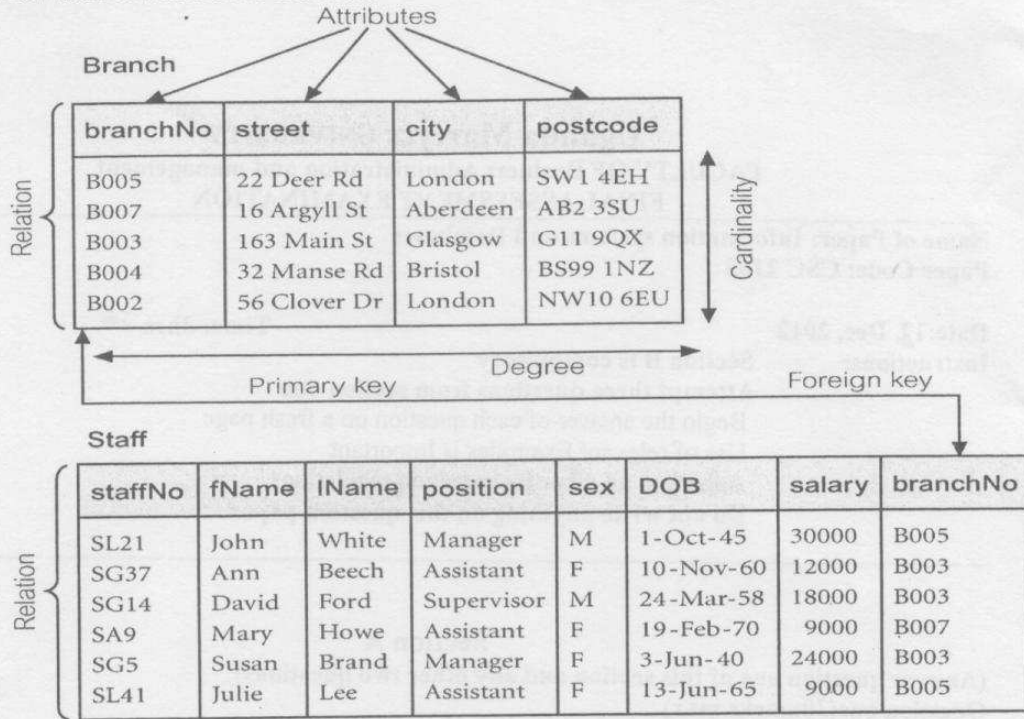 Attributes
Branch
branchNo street city postcode
B005 22 Deer Rd London SW1 4EH
B007 16 Argyll St Aberdeen AB2 3SU
B003 163 Main St Glasgow G11 9QX
B004 32 Manse Rd Bristol BS99 1NZ
B002 56 Clover Dr London NW10 6EU
Relation
Cardinality
Degree
Primary key
Foreign key
Staff
staffNo fName lName position sex DOB salary branchNo
SL21 John White Manager M 1-Oct-45 30000 B005
SG37 Ann Beech Assistant F 10-Nov-60 12000 B003
SG14 David Ford Supervisor M 24-Mar-58 18000 B003
SA9 Mary Howe Assistant F 19-Feb-70 9000 B007
SG5 Susan Brand Manager F 3-Jun-40 24000 B003
SL41 Julie Lee Assistant F 13-Jun-65 9000 B005
Relation